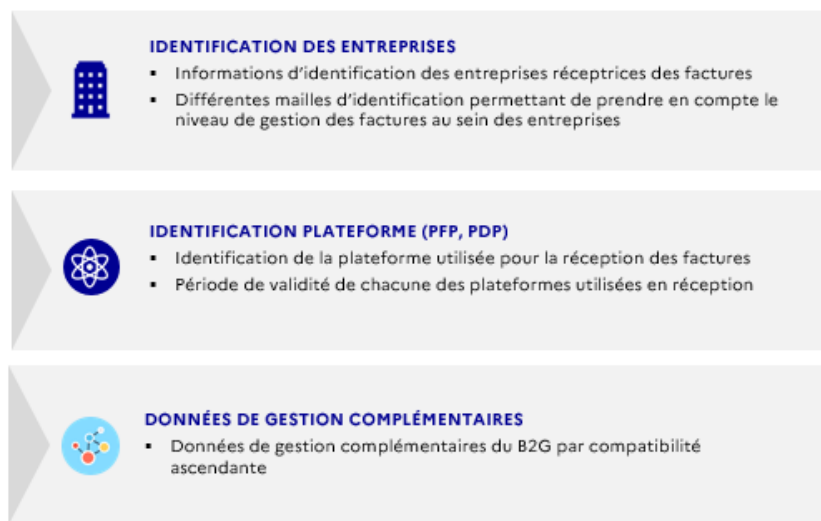 IDENTIFICATION DES ENTREPRISES
▪ Informations d'identification des entreprises réceptrices des factures
▪ Différentes mailles d'identification permettant de prendre en compte le
niveau de gestion des factures au sein des entreprises
IDENTIFICATION PLATEFORME (PFP, PDP)
▪ Identification de la plateforme utilisée pour la réception des factures
▪ Période de validité de chacune des plateformes utilisées en réception
DONNÉES DE GESTION COMPLÉMENTAIRES
▪ Données de gestion complémentaires du B2G par compatibilité
ascendante